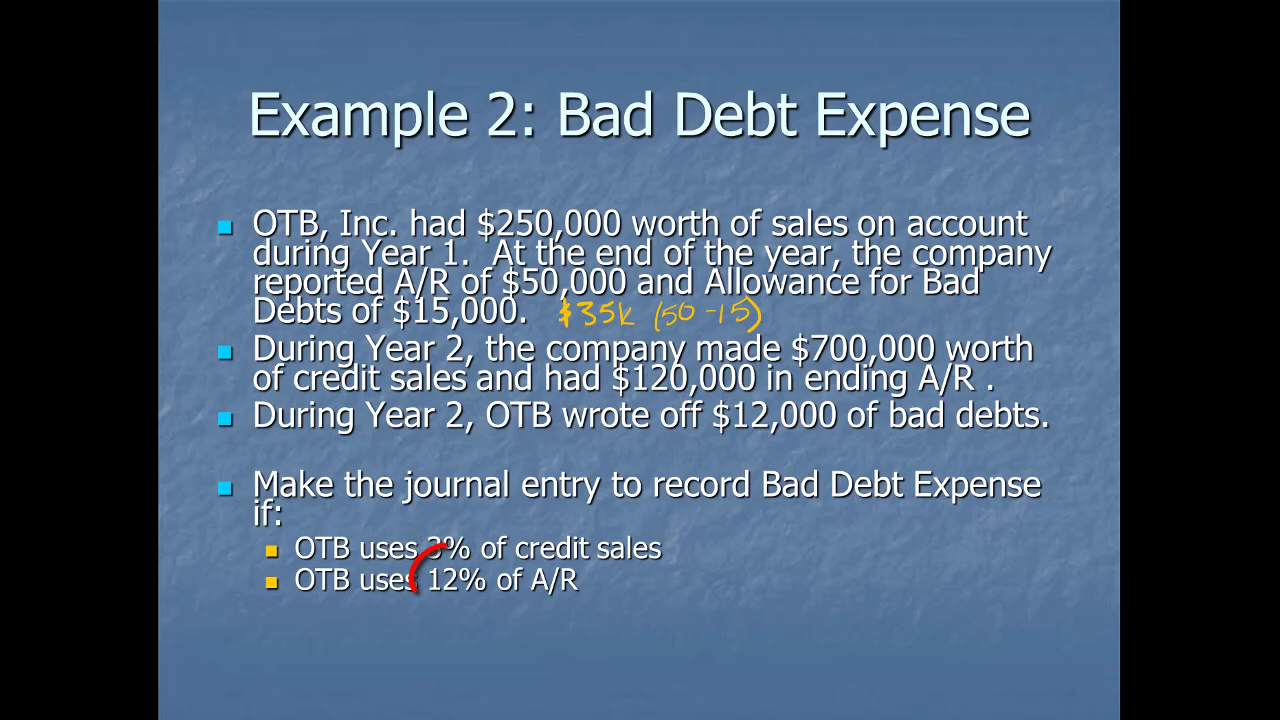 Example 2: Bad Debt Expense
OTB, Inc. had $250,000 worth of sales on account
during Year 1. At the end of the year, the company
reported A/R of $50,000 and Allowance for Bad
Debts of $15,000. $35k (50 -15)
During Year 2, the company made $700,000 worth
of credit sales and had $120,000 in ending A/R .
During Year 2, OTB wrote off $12,000 of bad debts.
Make the journal entry to record Bad Debt Expense
if:
OTB uses 3% of credit sales
OTB uses 12% of A/R